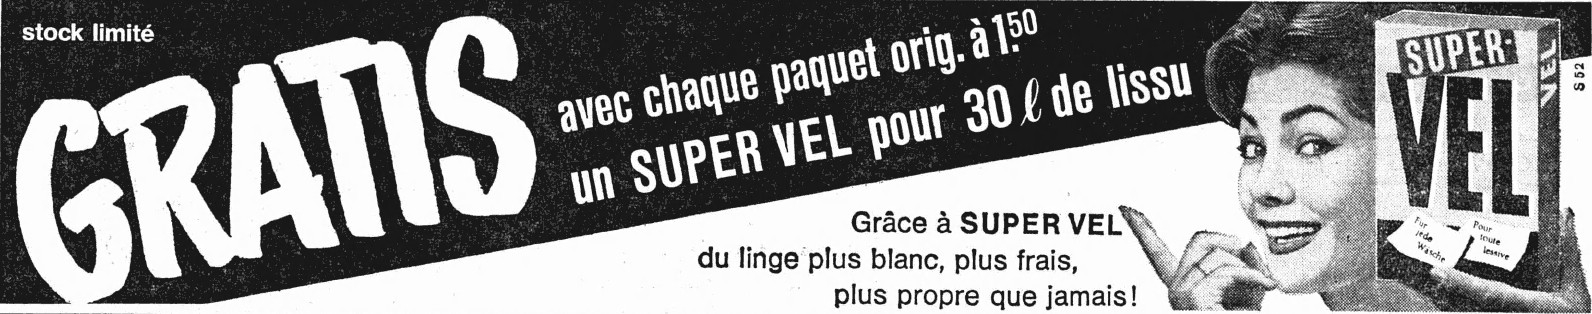 stock limité
GRATIS
avec chaque paquet orig. à 1.50
un SUPER VEL pour 30 l de lissu
Grâce à SUPER VEL
du linge plus blanc, plus frais,
plus propre que jamais!
SUPER-
VEL
VEL
Für
jede
Wäsche
Pour
toute
lessive
S 52